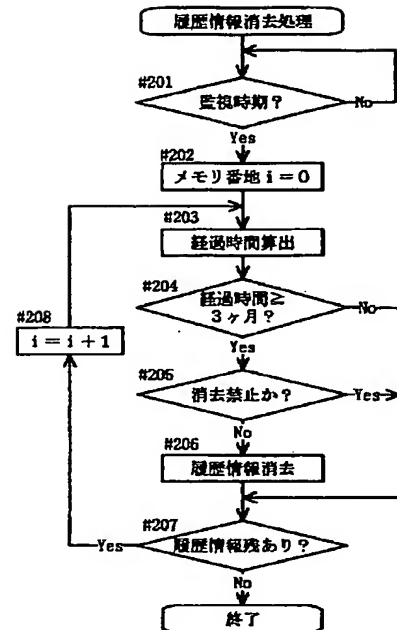 履歴情報消去処理
#201
監視時期？
No
Yes
#202
メモリ番地 i＝0
#203
経過時間算出
#204
経過時間≧
3ヶ月？
No
#208
i＝i＋1
Yes
#205
消去禁止か？
Yes
No
#206
履歴情報消去
#207
履歴情報残あり？
Yes
No
終了